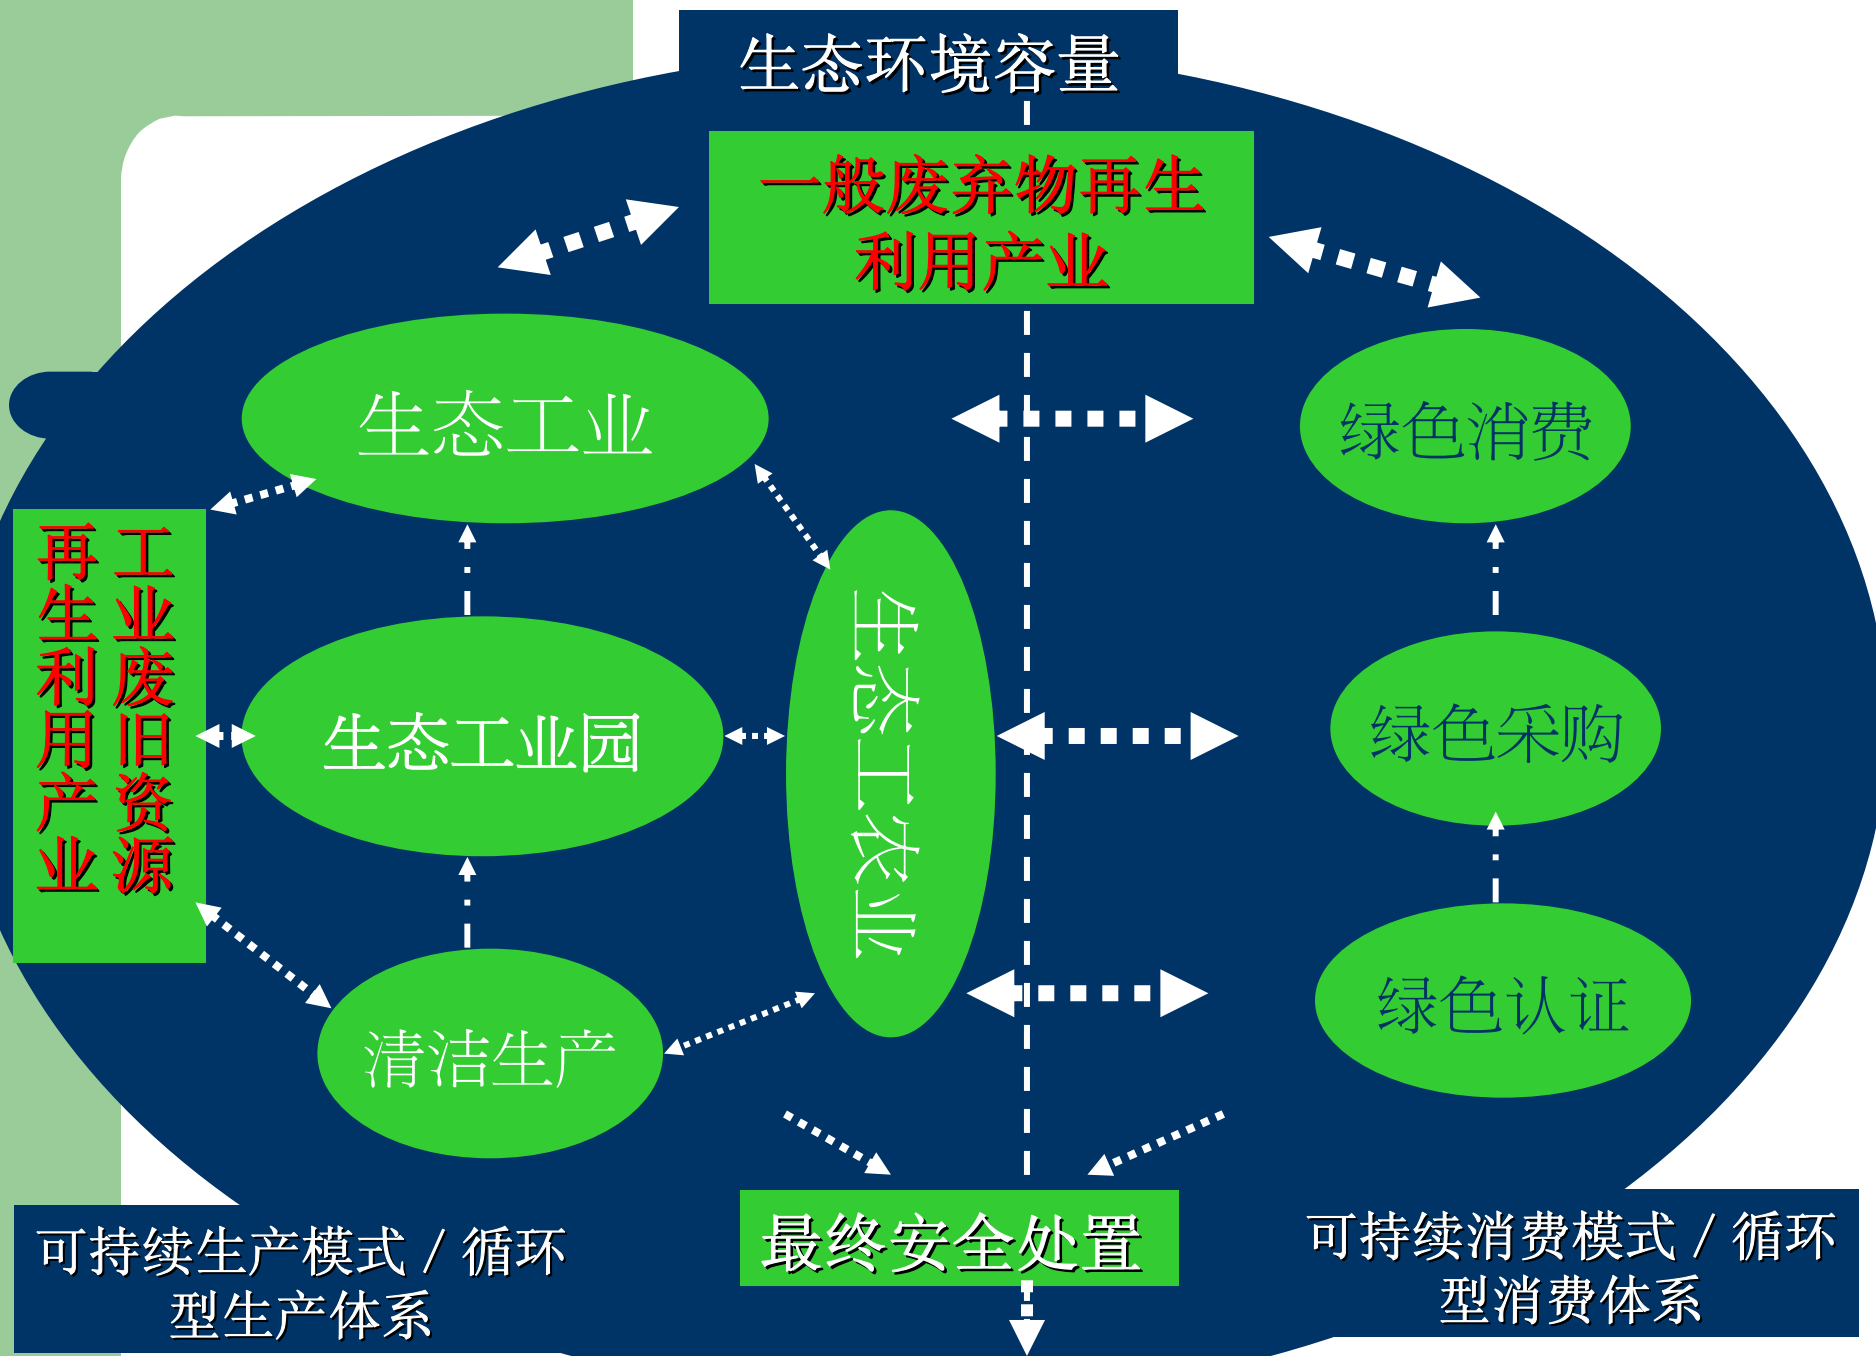 生态环境容量
一般废弃物再生
利用产业
生态工业
绿色消费
工业废旧资源
再生利用产业
生态工农业
生态工业园
绿色采购
清洁生产
绿色认证
最终安全处置
可持续生产模式／循环
型生产体系
可持续消费模式／循环
型消费体系